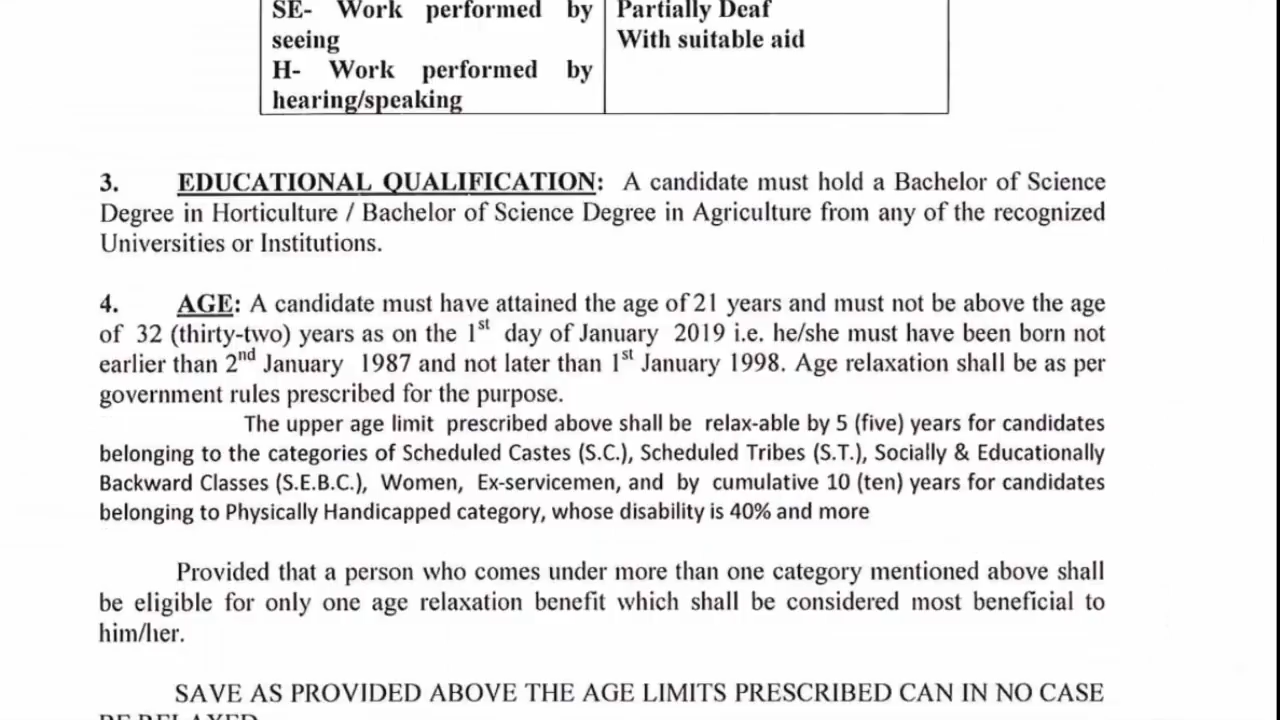 SE- Work performed by
seeing
H- Work performed by
hearing/speaking
Partially Deaf
With suitable aid
3. EDUCATIONAL QUALIFICATION: A candidate must hold a Bachelor of Science
Degree in Horticulture / Bachelor of Science Degree in Agriculture from any of the recognized
Universities or Institutions.
4. AGE: A candidate must have attained the age of 21 years and must not be above the age
of 32 (thirty-two) years as on the 1st day of January 2019 i.e. he/she must have been born not
earlier than 2nd January 1987 and not later than 1st January 1998. Age relaxation shall be as per
government rules prescribed for the purpose.
The upper age limit prescribed above shall be relax-able by 5 (five) years for candidates
belonging to the categories of Scheduled Castes (S.C.), Scheduled Tribes (S.T.), Socially & Educationally
Backward Classes (S.E.B.C.), Women, Ex-servicemen, and by cumulative 10 (ten) years for candidates
belonging to Physically Handicapped category, whose disability is 40% and more
Provided that a person who comes under more than one category mentioned above shall
be eligible for only one age relaxation benefit which shall be considered most beneficial to
him/her.
SAVE AS PROVIDED ABOVE THE AGE LIMITS PRESCRIBED CAN IN NO CASE
BE RELAXED